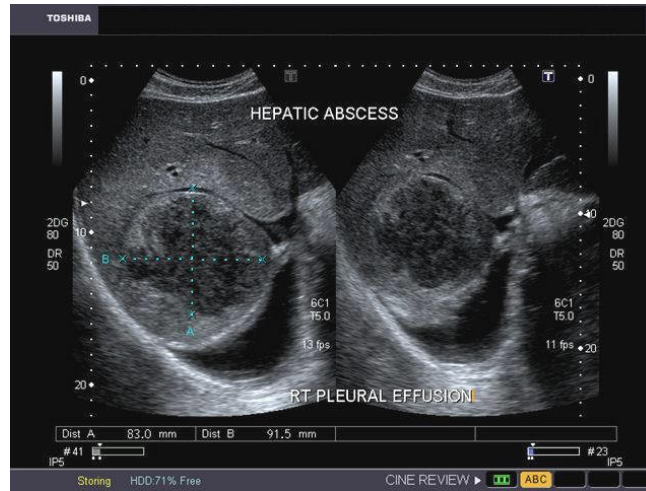 TOSHIBA
T
T
0
0
HEPATIC ABSCESS
2DG
80
DR
50
10
10
2DG
80
DR
50
B
A
6C1
T5.0
13 fps
6C1
T5.0
11 fps
20
20
RT PLEURAL EFFUSION
Dist A 83.0 mm Dist B 91.5 mm
#41
#23
IP5
IP5
Storing HDD:71% Free CINE REVIEW ABC